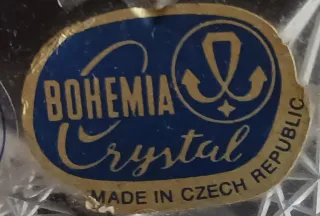 BOHEMIA
Crystal
MADE IN CZECH REPUBLIC